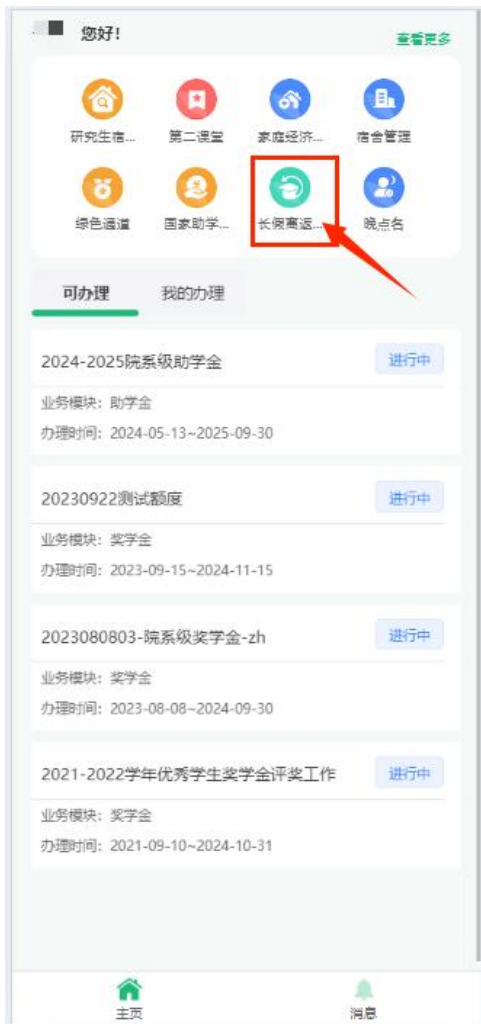 您好!
查看更多
研究生宿... 第二课堂 家庭经济... 宿舍管理
绿色通道 国家助学... 长假离返... 晚点名
可办理 我的办理
2024-2025院系级助学金 进行中
业务模块: 助学金
办理时间: 2024-05-13~2025-09-30
20230922测试额度 进行中
业务模块: 奖学金
办理时间: 2023-09-15~2024-11-15
2023080803-院系级奖学金-zh 进行中
业务模块: 奖学金
办理时间: 2023-08-08~2024-09-30
2021-2022学年优秀学生奖学金评奖工作 进行中
业务模块: 奖学金
办理时间: 2021-09-10~2024-10-31
主页 消息